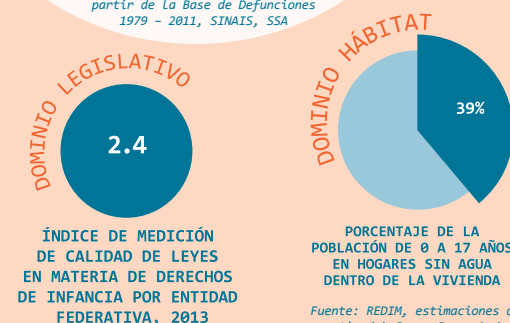 partir de la Base de Defunciones
1979 – 2011, SINAIS, SSA
DOMINIO LEGISLATIVO
2.4
ÍNDICE DE MEDICIÓN
DE CALIDAD DE LEYES
EN MATERIA DE DERECHOS
DE INFANCIA POR ENTIDAD
FEDERATIVA, 2013
DOMINIO HÁBITAT
39%
PORCENTAJE DE LA
POBLACIÓN DE 0 A 17 AÑOS
EN HOGARES SIN AGUA
DENTRO DE LA VIVIENDA
Fuente: REDIM, estimaciones